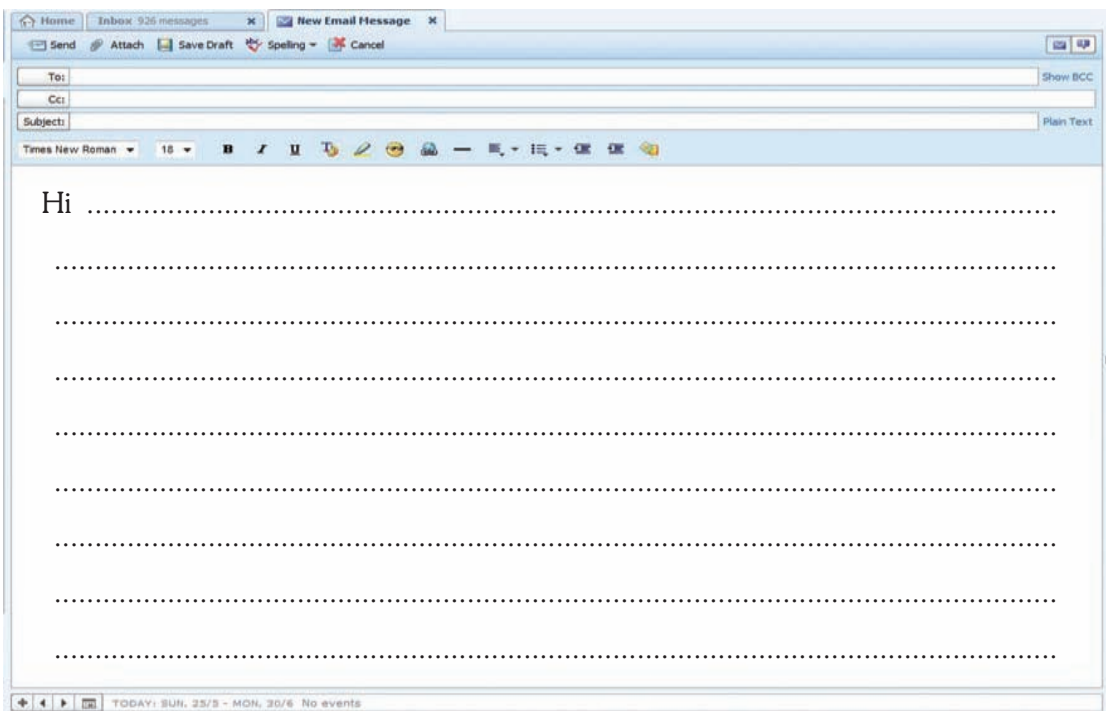 Home Inbox 926 messages New Email Message
Send Attach Save Draft Spelling Cancel
To: Show BCC
Cc:
Subject: Plain Text
Times New Roman 18 B I U
Hi ........................................................................................................................
............................................................................................................................
............................................................................................................................
............................................................................................................................
............................................................................................................................
............................................................................................................................
............................................................................................................................
............................................................................................................................
............................................................................................................................
TODAY: SUN, 25/5 - MON, 30/6 No events